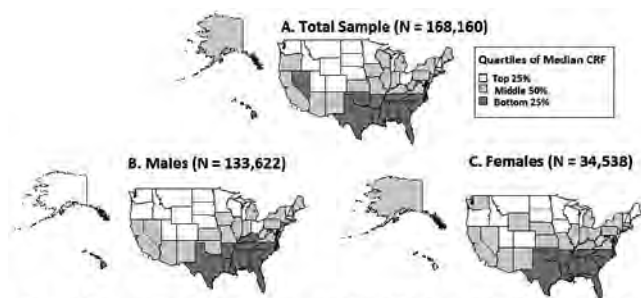 A. Total Sample (N = 168,160)
Quartiles of Median CRF
Top 25%
Middle 50%
Bottom 25%
B. Males (N = 133,622)
C. Females (N = 34,538)